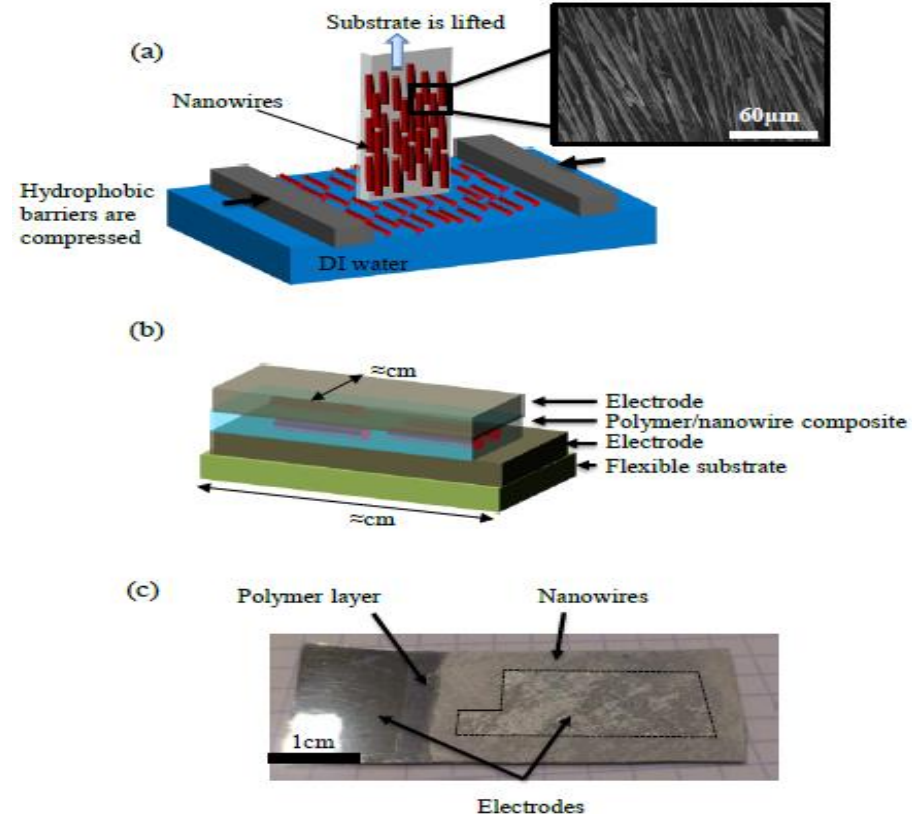 (a)
Substrate is lifted
Nanowires
60µm
Hydrophobic
barriers are
compressed
DI water
(b)
≈cm
Electrode
Polymer/nanowire composite
Electrode
Flexible substrate
≈cm
(c)
Polymer layer
Nanowires
1cm
Electrodes